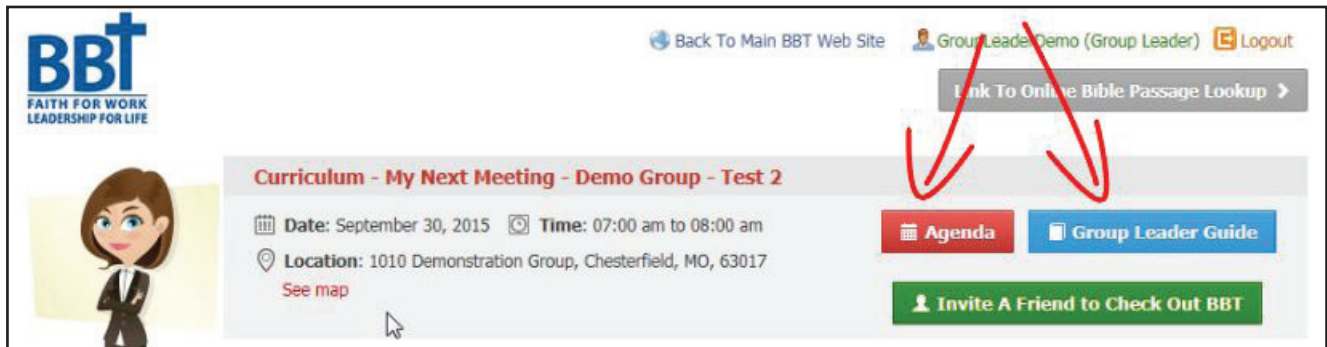 BBT
FAITH FOR WORK
LEADERSHIP FOR LIFE
Back To Main BBT Web Site GroupLeaderDemo (Group Leader) Logout
Link To Online Bible Passage Lookup
Curriculum - My Next Meeting - Demo Group - Test 2
Date: September 30, 2015 Time: 07:00 am to 08:00 am
Location: 1010 Demonstration Group, Chesterfield, MO, 63017
See map
Agenda Group Leader Guide
Invite A Friend to Check Out BBT